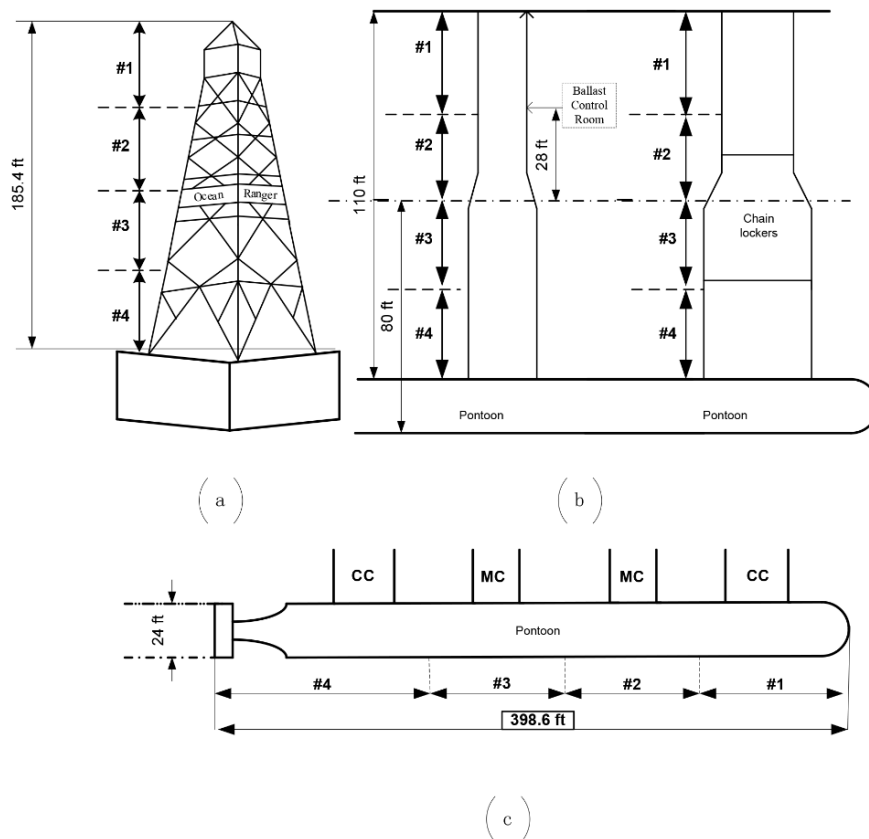 185.4 ft
#1
#2
#3
#4
Ocean Ranger
( a )
110 ft
#1
#2
#3
#4
80 ft
28 ft
Ballast
Control
Room
#1
#2
#3
#4
Chain
lockers
Pontoon
Pontoon
( b )
CC
MC
MC
CC
24 ft
Pontoon
#4
#3
#2
#1
398.6 ft
( c )